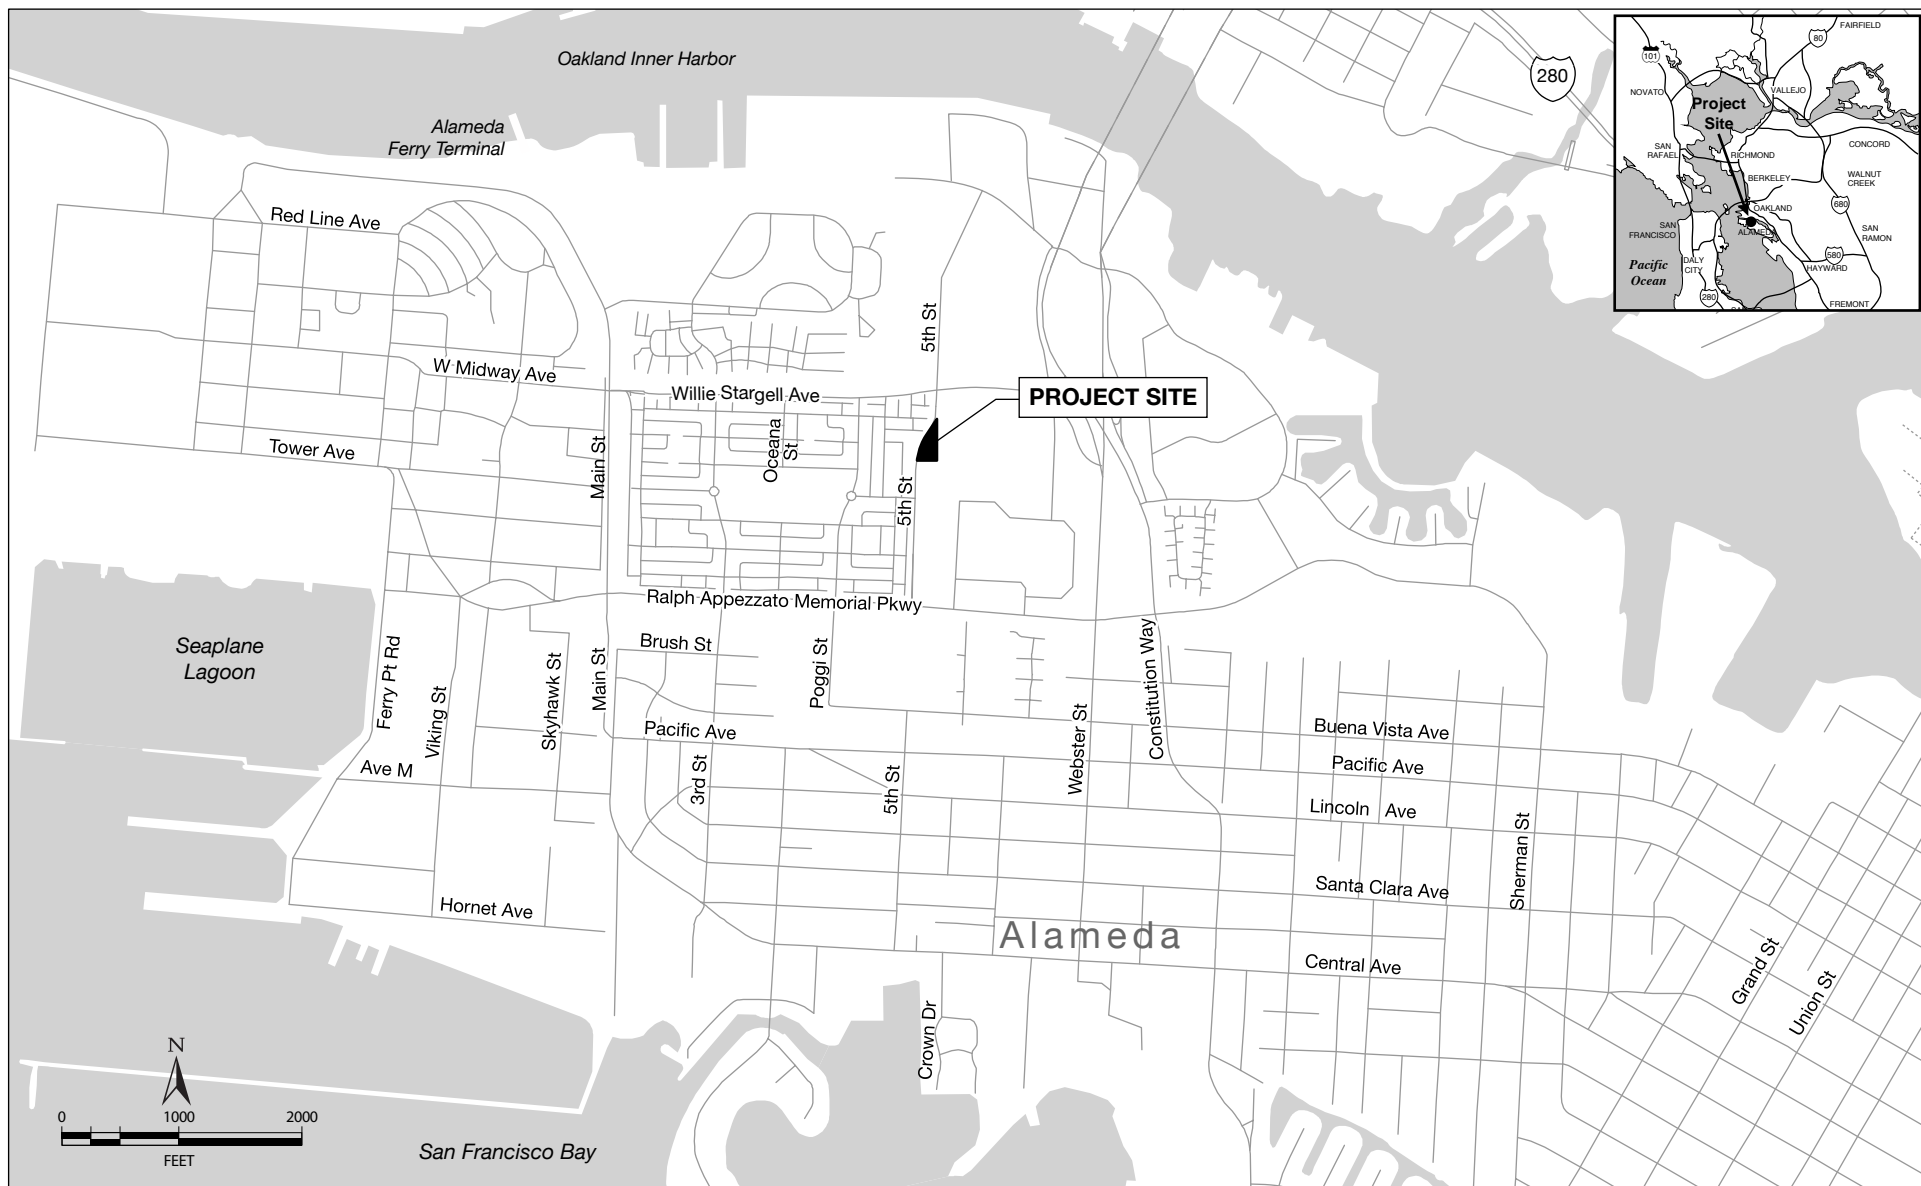 Oakland Inner Harbor
280
Alameda
Ferry Terminal
Red Line Ave
W Midway Ave
Willie Stargell Ave
5th St
PROJECT SITE
Tower Ave
Main St
Oceana
St
5th St
Ralph Appezzato Memorial Pkwy
Seaplane
Lagoon
Ferry Pt Rd
Viking St
Skyhawk St
Main St
Brush St
Poggi St
Pacific Ave
Ave M
3rd St
5th St
Webster St
Constitution Way
Buena Vista Ave
Pacific Ave
Lincoln Ave
Sherman St
Santa Clara Ave
Hornet Ave
Alameda
Central Ave
Grand St
Union St
Crown Dr
San Francisco Bay
N
0 1000 2000
FEET
FAIRFIELD
80
101
NOVATO
VALLEJO
Project
Site
SAN
RAFAEL
RICHMOND
CONCORD
BERKELEY
WALNUT
CREEK
680
OAKLAND
SAN
FRANCISCO
ALAMEDA
SAN
RAMON
580
Pacific
Ocean
DALY
CITY
HAYWARD
280
FREMONT